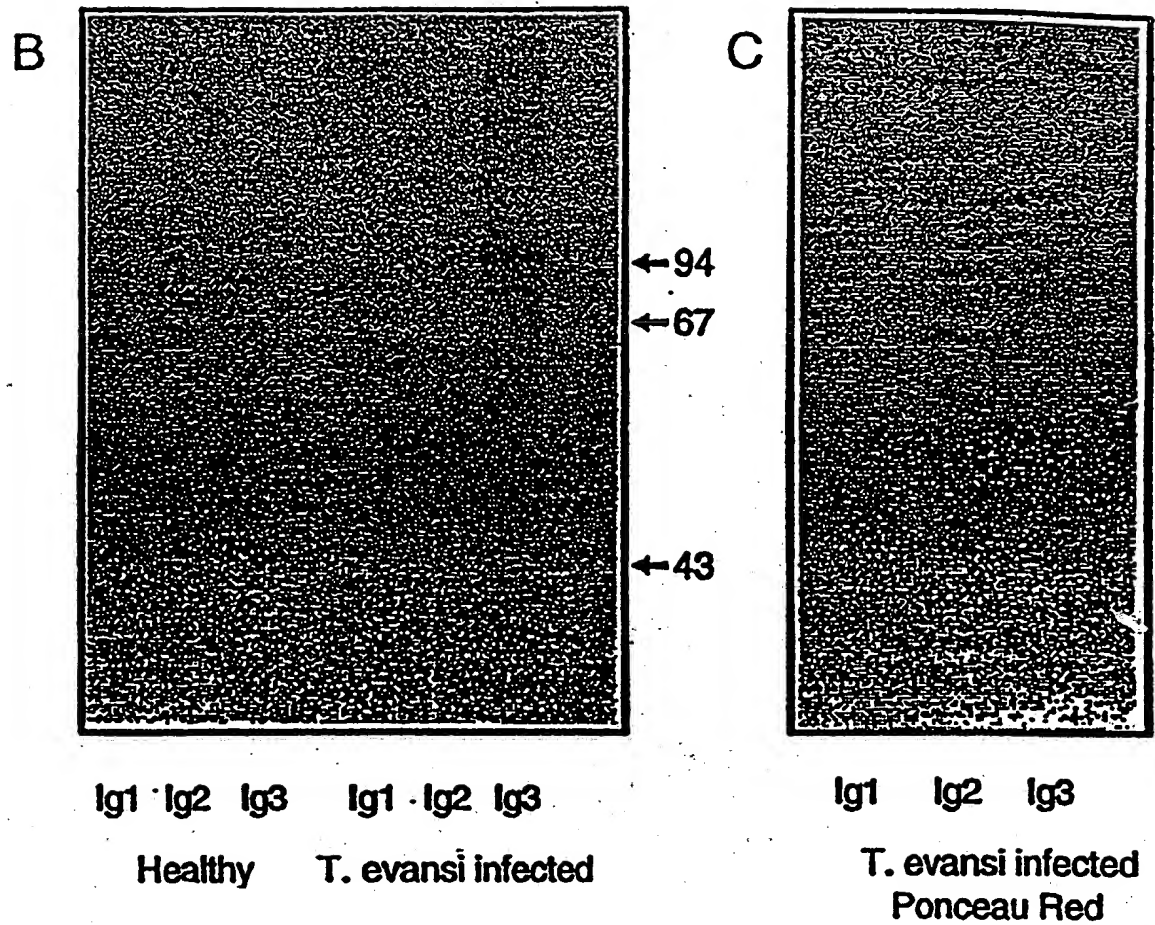 B
C
←94
←67
←43
Ig1 Ig2 Ig3 Ig1 Ig2 Ig3
Healthy T. evansi infected
Ig1 Ig2 Ig3
T. evansi infected
Ponceau Red